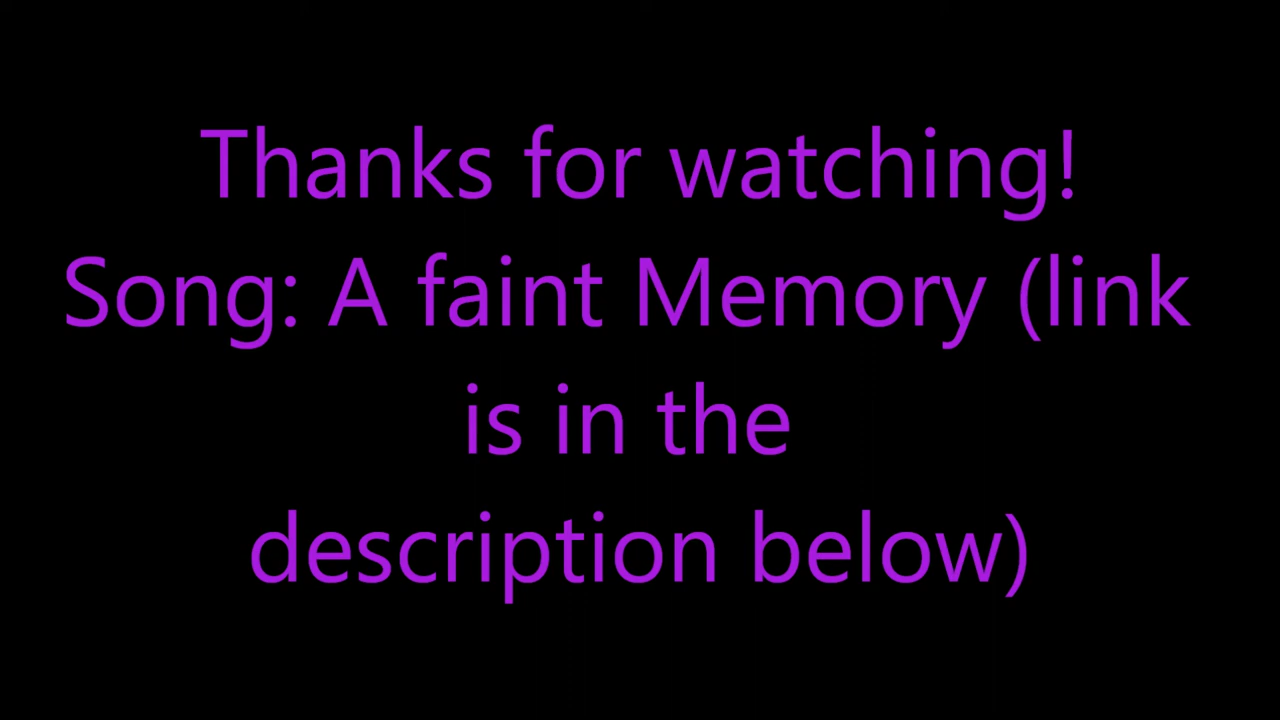 Thanks for watching!
Song: A faint Memory (link
is in the
description below)